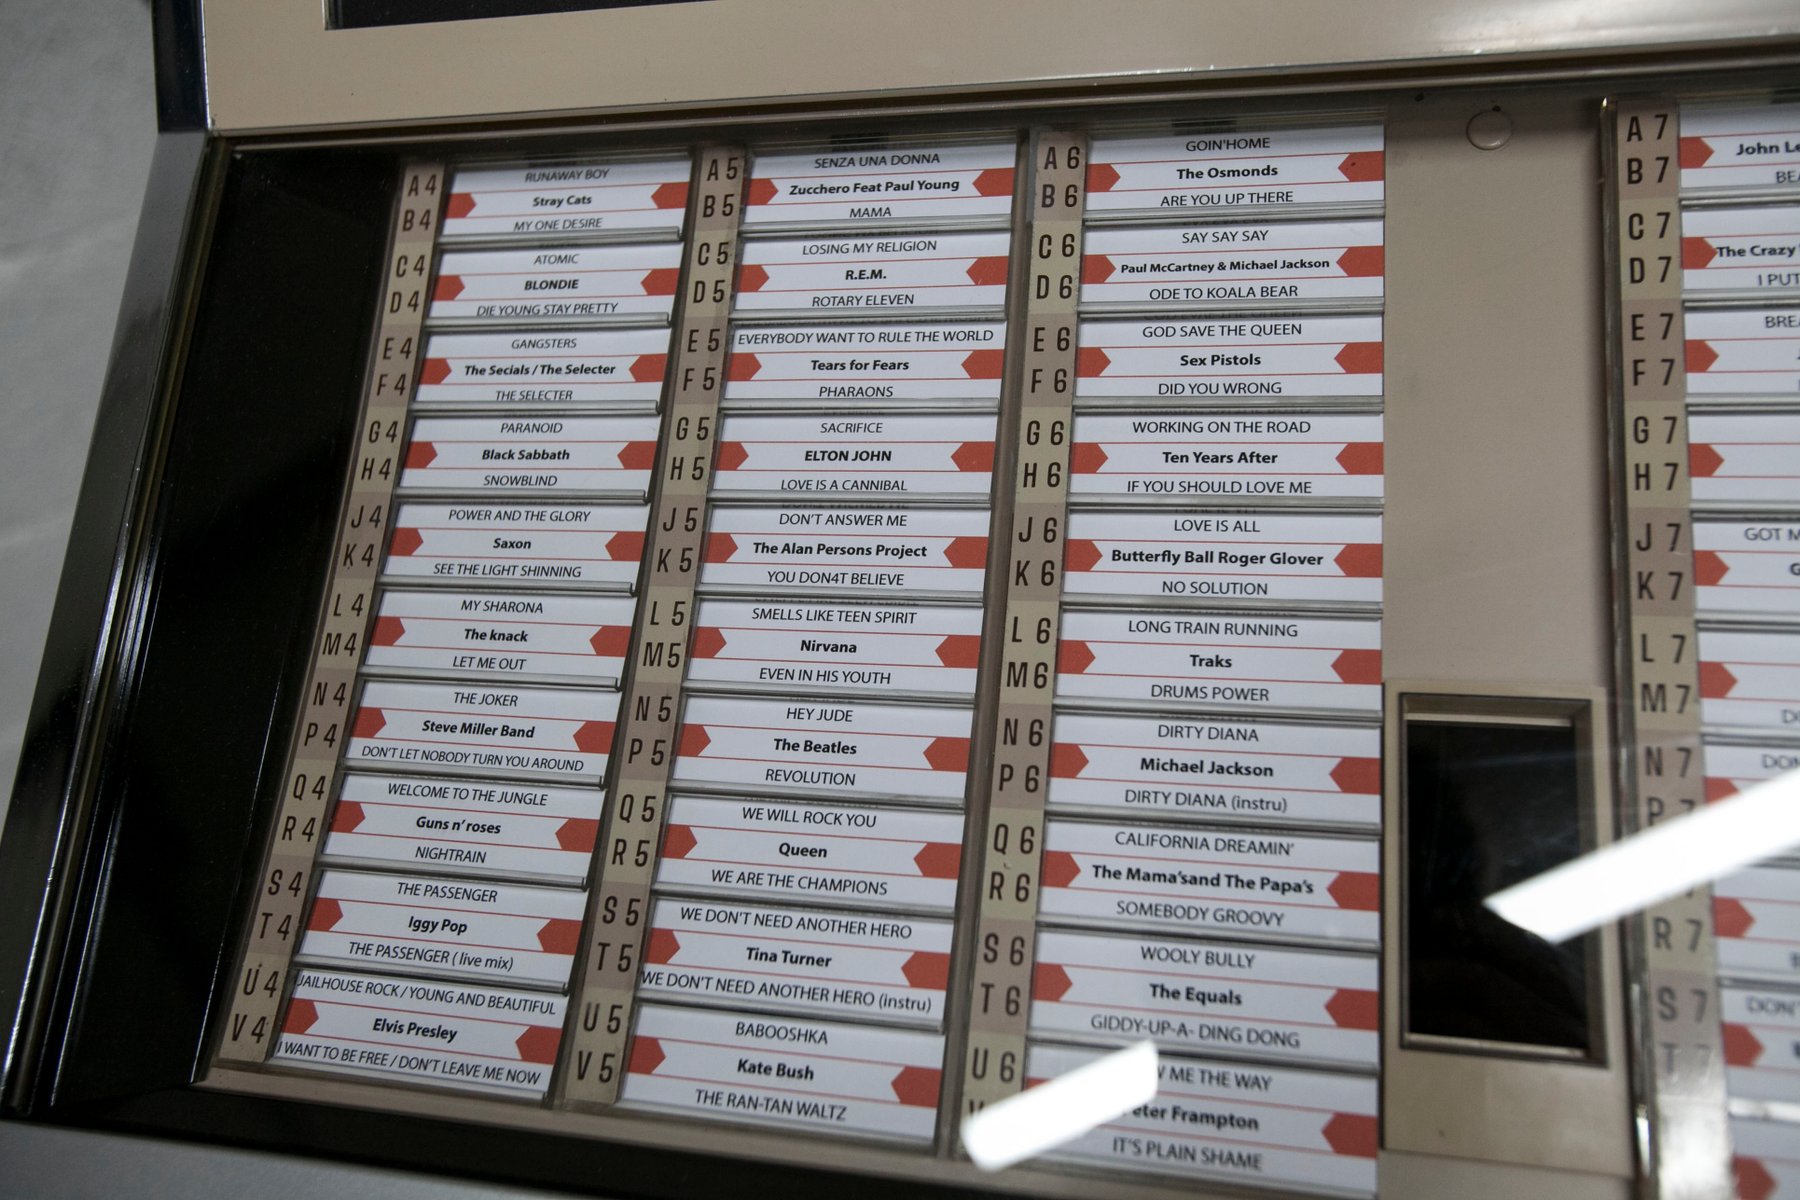 A4
RUNAWAY BOY
Stray Cats
B4
MY ONE DESIRE
C4
ATOMIC
BLONDIE
D4
DIE YOUNG STAY PRETTY
E4
GANGSTERS
The Secials / The Selecter
F4
THE SELECTER
G4
PARANOID
Black Sabbath
H4
SNOWBLIND
J4
POWER AND THE GLORY
Saxon
K4
SEE THE LIGHT SHINNING
L4
MY SHARONA
The knack
M4
LET ME OUT
N4
THE JOKER
Steve Miller Band
P4
DON'T LET NOBODY TURN YOU AROUND
Q4
WELCOME TO THE JUNGLE
Guns n' roses
R4
NIGHTRAIN
S4
THE PASSENGER
Iggy Pop
T4
THE PASSENGER ( live mix)
U4
JAILHOUSE ROCK / YOUNG AND BEAUTIFUL
Elvis Presley
V4
I WANT TO BE FREE / DON'T LEAVE ME NOW
A5
SENZA UNA DONNA
Zucchero Feat Paul Young
B5
MAMA
C5
LOSING MY RELIGION
R.E.M.
D5
ROTARY ELEVEN
E5
EVERYBODY WANT TO RULE THE WORLD
Tears for Fears
F5
PHARAONS
G5
SACRIFICE
ELTON JOHN
H5
LOVE IS A CANNIBAL
J5
DON'T ANSWER ME
The Alan Persons Project
K5
YOU DON4T BELIEVE
L5
SMELLS LIKE TEEN SPIRIT
Nirvana
M5
EVEN IN HIS YOUTH
N5
HEY JUDE
The Beatles
P5
REVOLUTION
Q5
WE WILL ROCK YOU
Queen
R5
WE ARE THE CHAMPIONS
S5
WE DON'T NEED ANOTHER HERO
Tina Turner
T5
WE DON'T NEED ANOTHER HERO (instru)
U5
BABOOSHKA
Kate Bush
V5
THE RAN-TAN WALTZ
A6
GOIN'HOME
The Osmonds
B6
ARE YOU UP THERE
C6
SAY SAY SAY
Paul McCartney & Michael Jackson
D6
ODE TO KOALA BEAR
E6
GOD SAVE THE QUEEN
Sex Pistols
F6
DID YOU WRONG
G6
WORKING ON THE ROAD
Ten Years After
H6
IF YOU SHOULD LOVE ME
J6
LOVE IS ALL
Butterfly Ball Roger Glover
K6
NO SOLUTION
L6
LONG TRAIN RUNNING
Traks
M6
DRUMS POWER
N6
DIRTY DIANA
Michael Jackson
P6
DIRTY DIANA (instru)
Q6
CALIFORNIA DREAMIN'
The Mama'sand The Papa's
R6
SOMEBODY GROOVY
S6
WOOLY BULLY
The Equals
T6
GIDDY-UP-A- DING DONG
U6
ME THE WAY
Frampton
IT'S PLAIN SHAME
A7
John
B7
C7
The Crazy
D7
I PUT
E7
F7
G7
H7
J7
GOT
K7
L7
M7
N7
P7
R7
S7
DON'T
T7